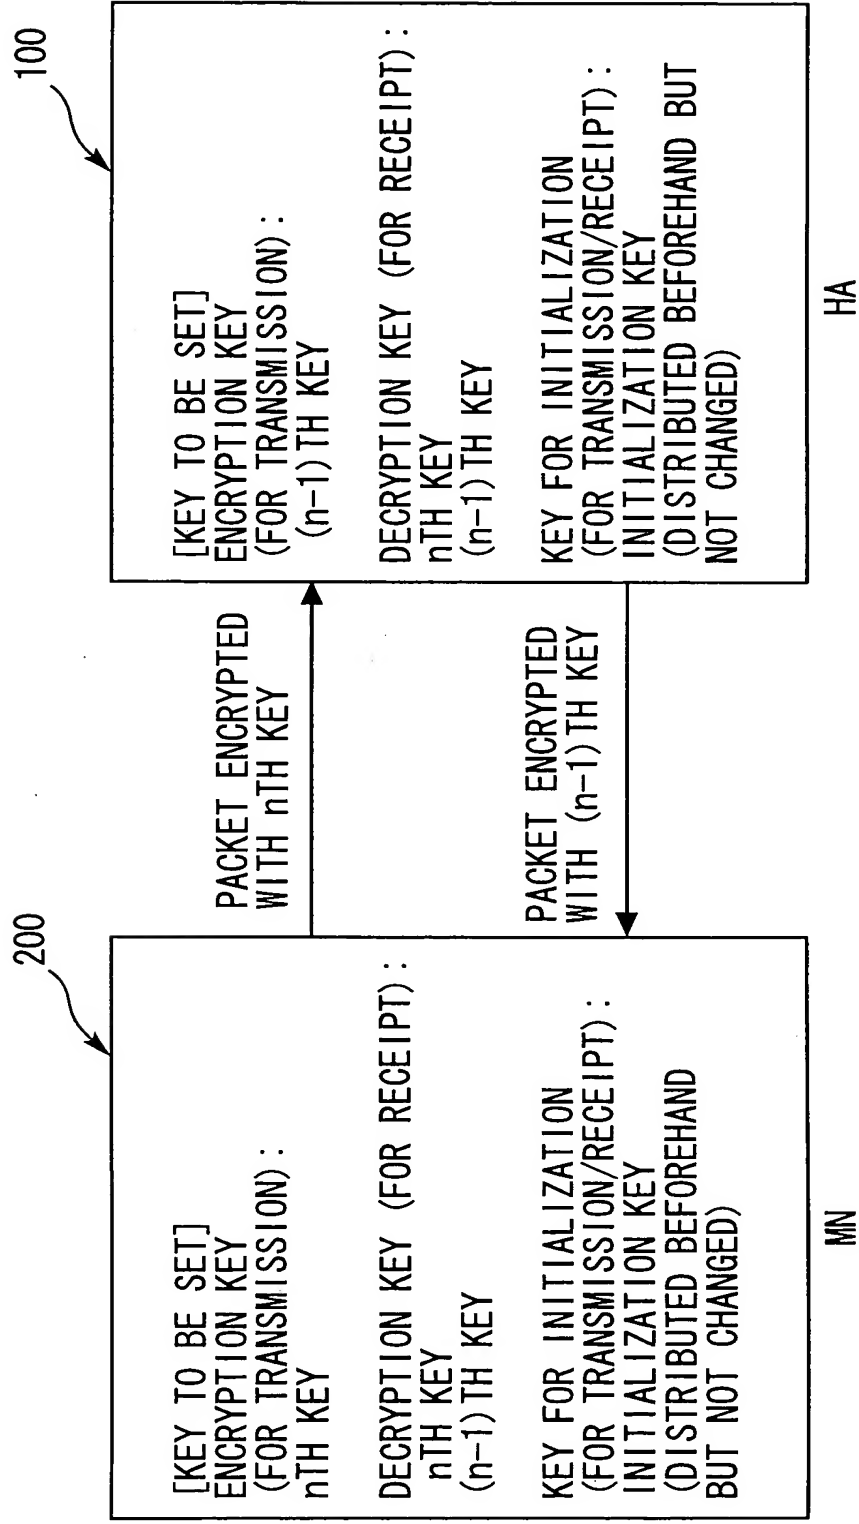 200
[KEY TO BE SET]
ENCRYPTION KEY
(FOR TRANSMISSION):
nTH KEY
DECRYPTION KEY (FOR RECEIPT):
nTH KEY
(n-1)TH KEY
KEY FOR INITIALIZATION
(FOR TRANSMISSION/RECEIPT):
INITIALIZATION KEY
(DISTRIBUTED BEFOREHAND
BUT NOT CHANGED)
MN
PACKET ENCRYPTED
WITH nTH KEY
PACKET ENCRYPTED
WITH (n-1)TH KEY
100
[KEY TO BE SET]
ENCRYPTION KEY
(FOR TRANSMISSION):
(n-1)TH KEY
DECRYPTION KEY (FOR RECEIPT):
nTH KEY
(n-1)TH KEY
KEY FOR INITIALIZATION
(FOR TRANSMISSION/RECEIPT):
INITIALIZATION KEY
(DISTRIBUTED BEFOREHAND BUT
NOT CHANGED)
HA